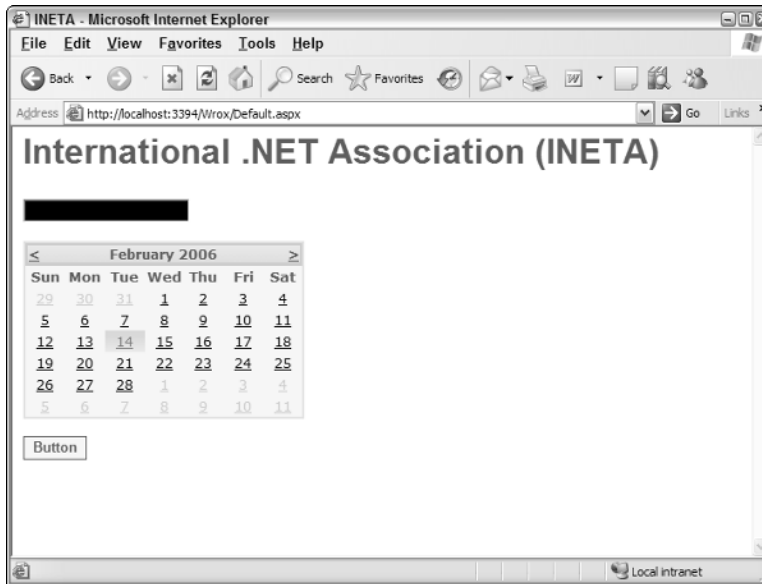 INETA - Microsoft Internet Explorer
File Edit View Favorites Tools Help
Back Search Favorites W
Address http://localhost:3394/Wrox/Default.aspx Go Links
International .NET Association (INETA)
< February 2006 >
Sun Mon Tue Wed Thu Fri Sat
29 30 31 1 2 3 4
5 6 7 8 9 10 11
12 13 14 15 16 17 18
19 20 21 22 23 24 25
26 27 28 1 2 3 4
5 6 7 8 9 10 11
Button
Local intranet